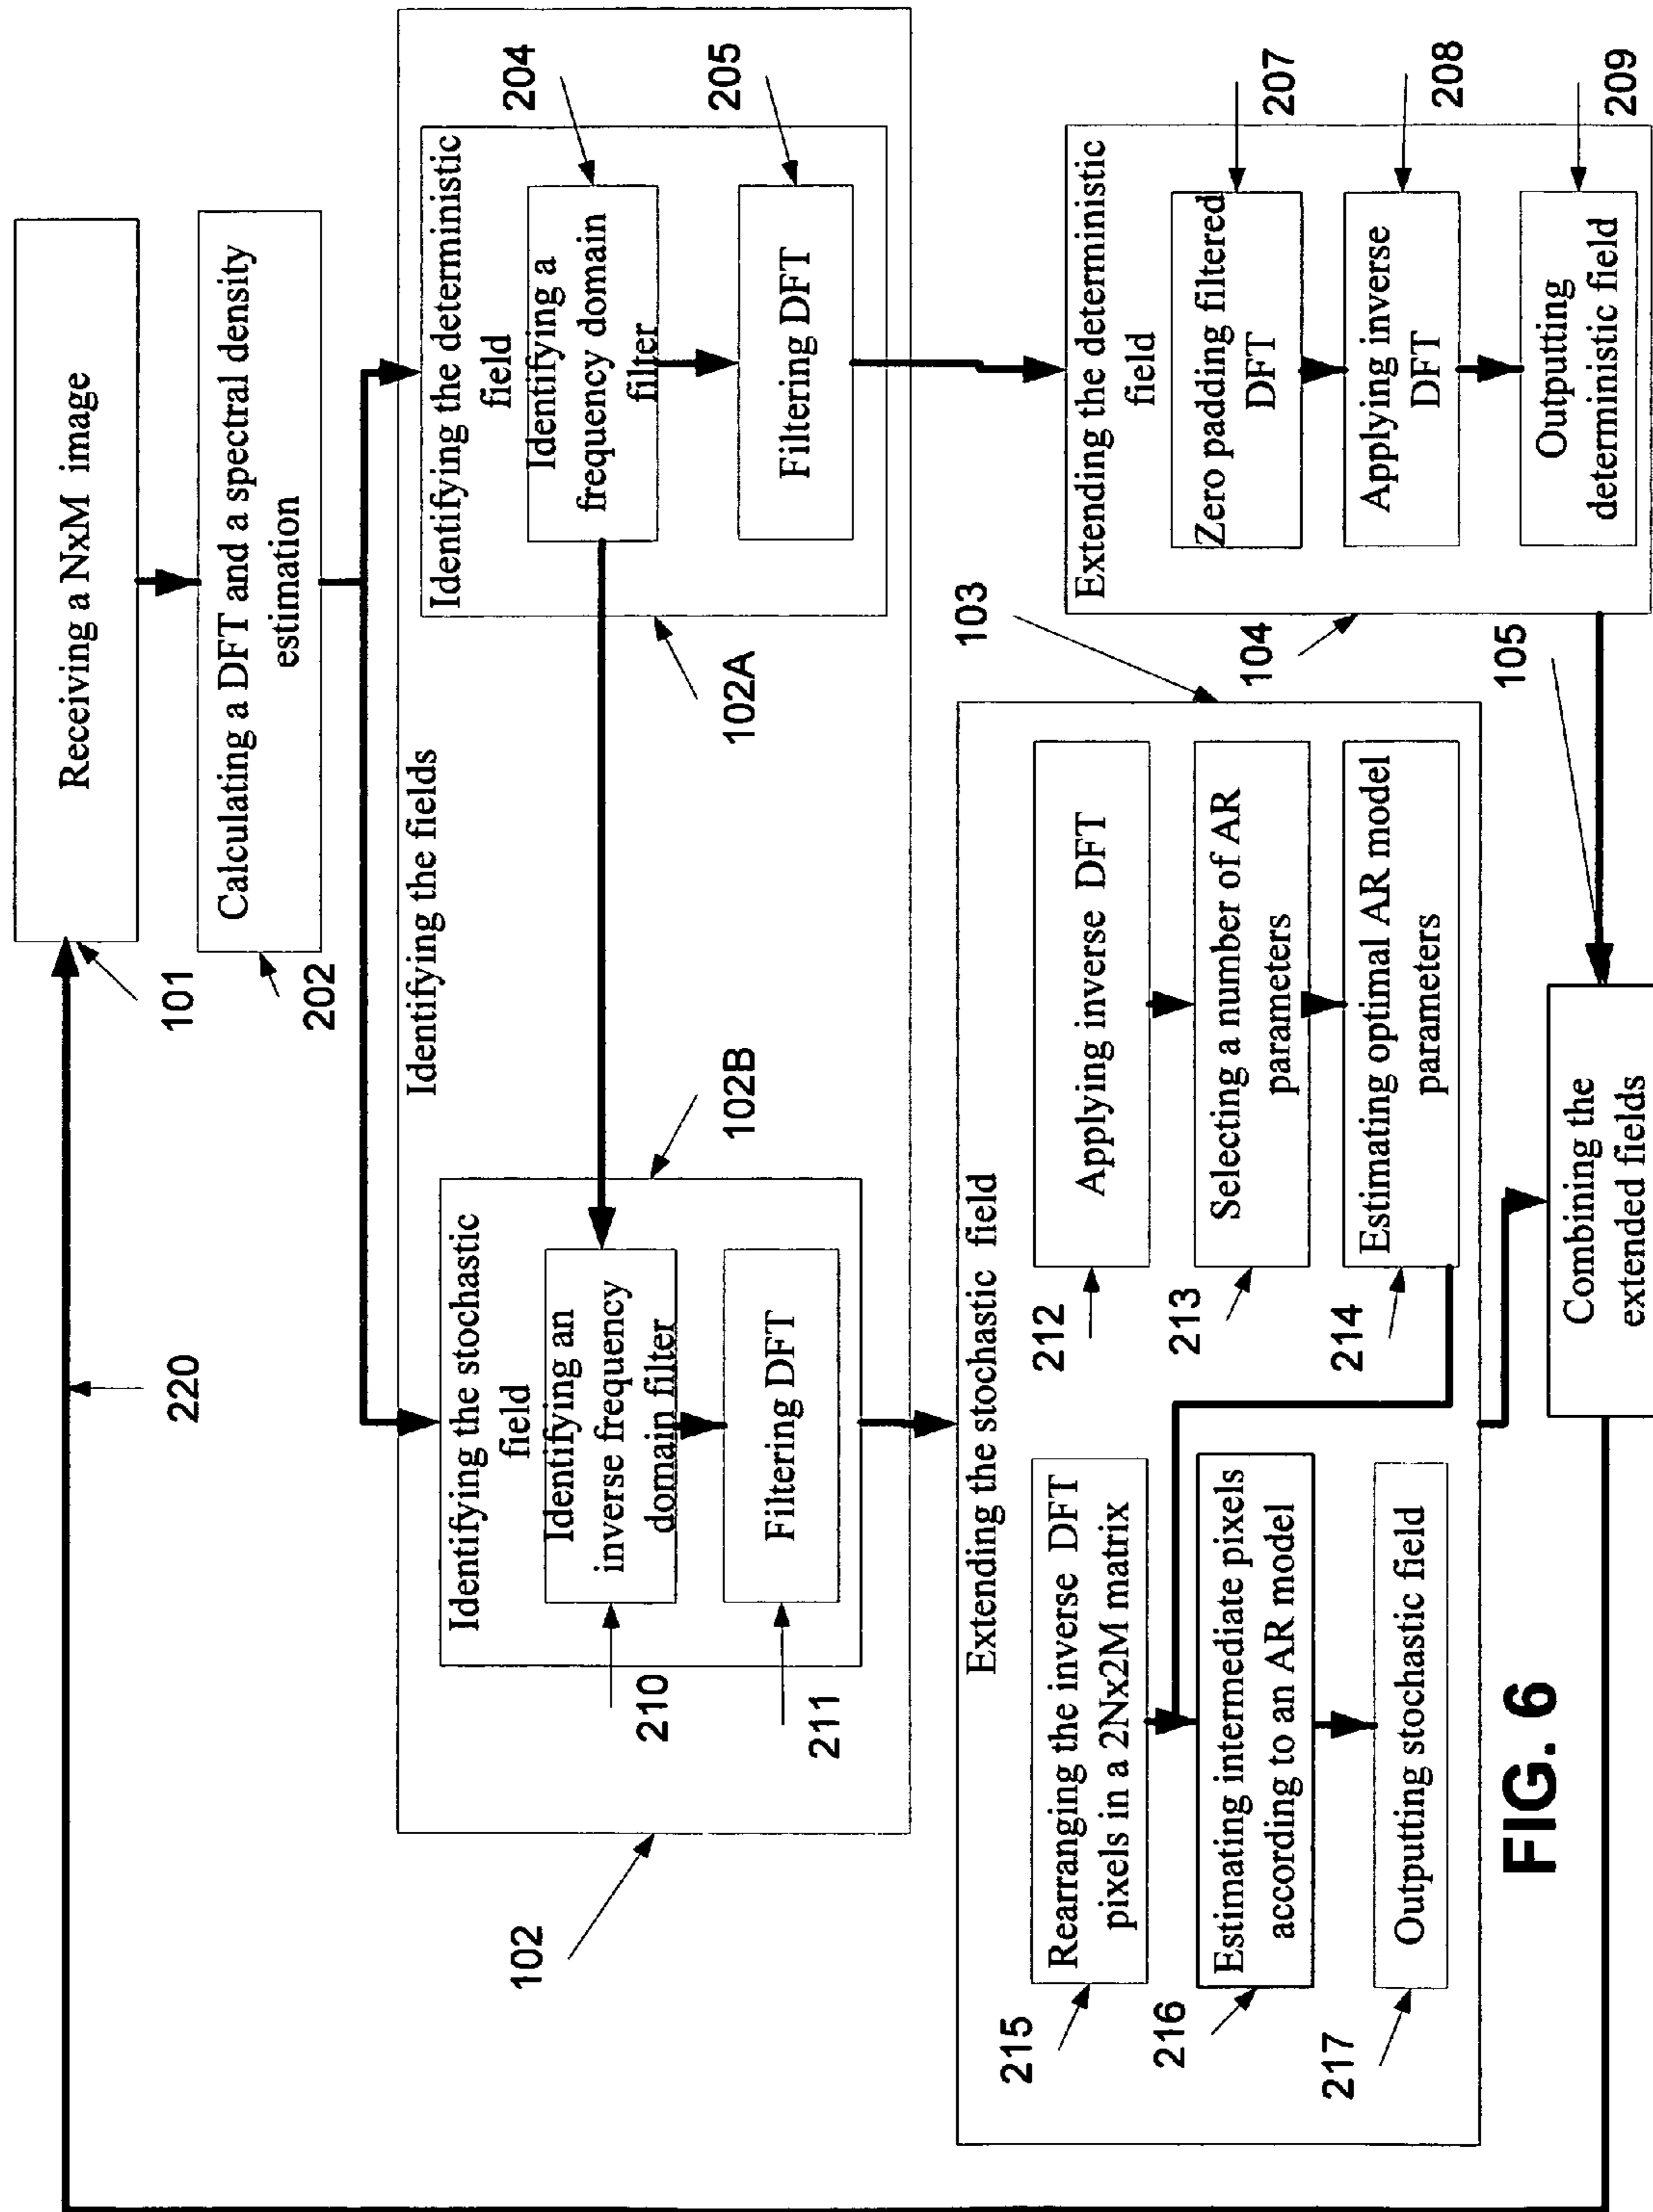 Receiving a NxM image
101
220
Calculating a DFT and a spectral density
estimation
202
Identifying the fields
102
Identifying the stochastic
field
102B
Identifying an
inverse frequency
domain filter
210
Filtering DFT
211
Identifying the deterministic
field
102A
Identifying a
frequency domain
filter
204
Filtering DFT
205
Extending the stochastic field
103
Rearranging the inverse DFT
pixels in a 2Nx2M matrix
215
Estimating intermediate pixels
according to an AR model
216
Outputting stochastic field
217
Applying inverse DFT
212
Selecting a number of AR
parameters
213
Estimating optimal AR model
parameters
214
Extending the deterministic
field
104
Zero padding filtered
DFT
207
Applying inverse
DFT
208
Outputting
deterministic field
209
105
Combining the
extended fields
FIG. 6